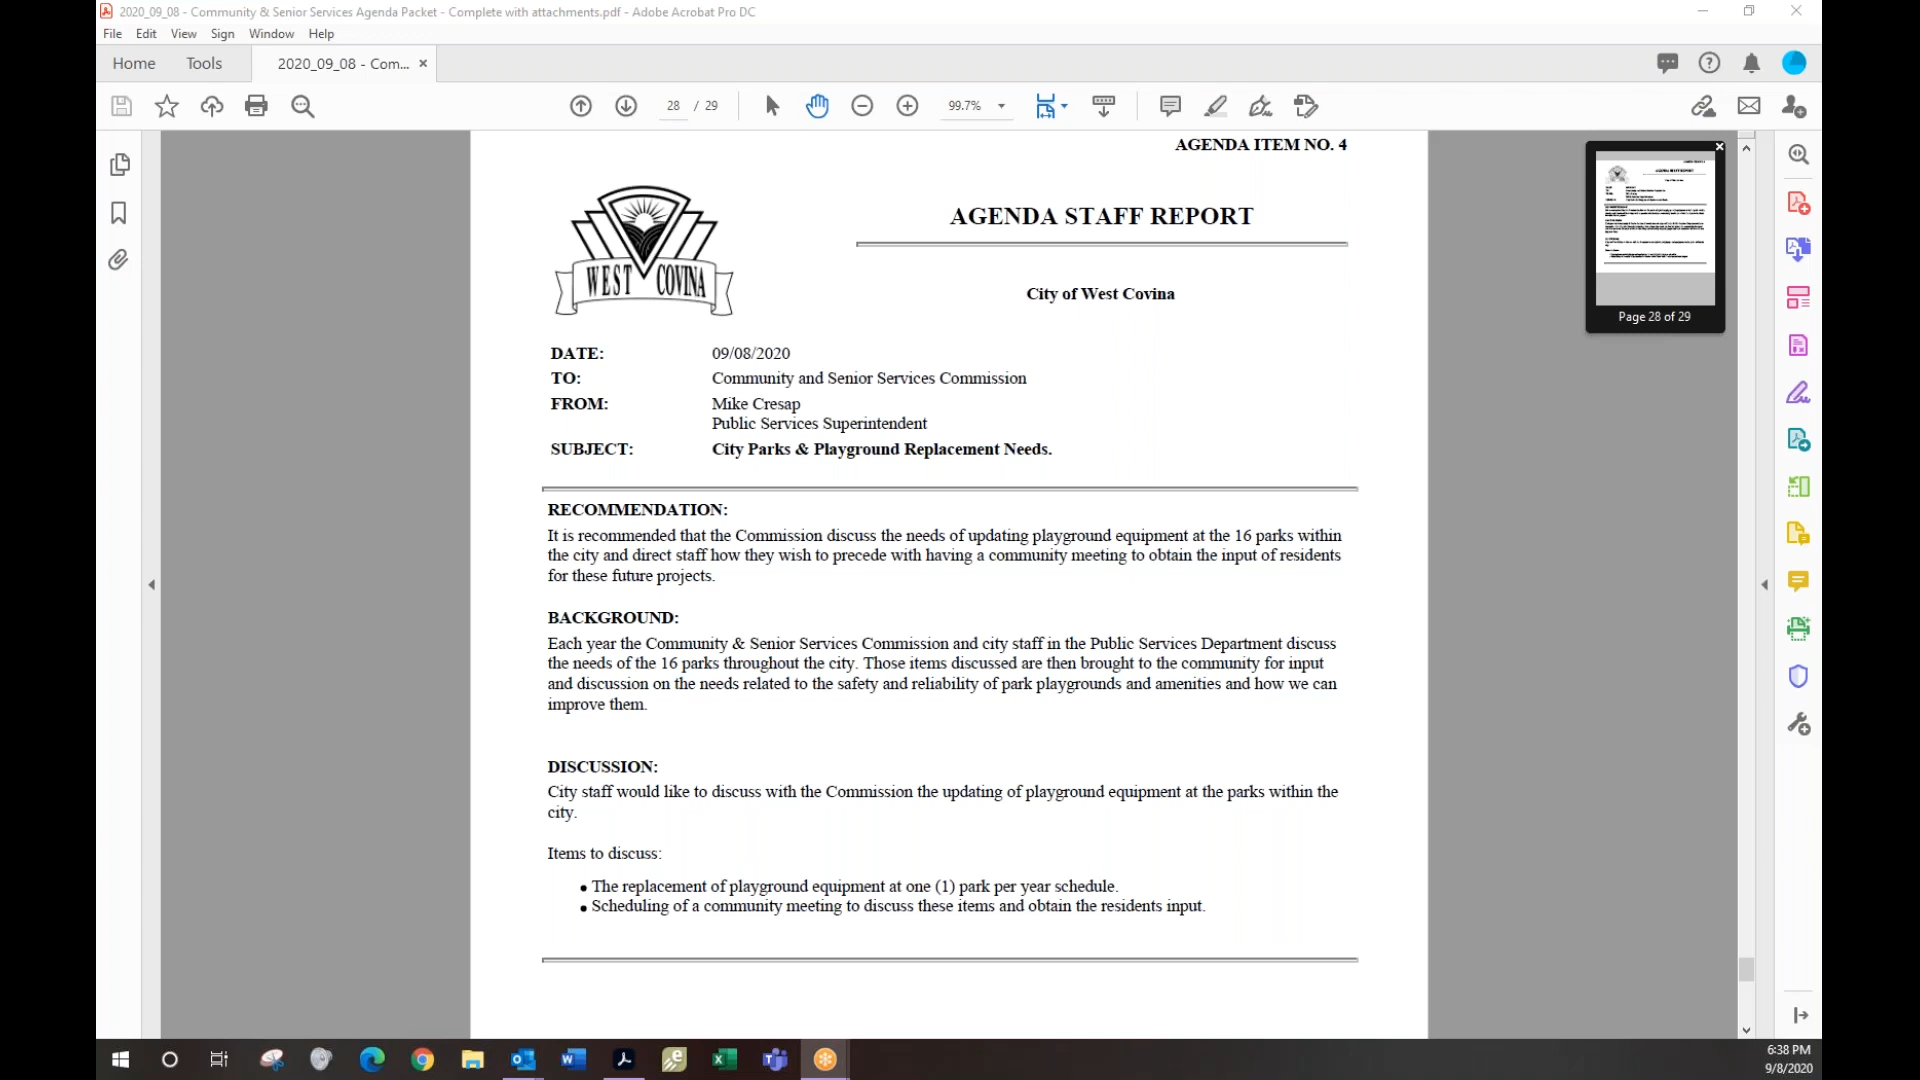 2020_09_08 - Community & Senior Services Agenda Packet - Complete with attachments.pdf - Adobe Acrobat Pro DC
File Edit View Sign Window Help
Home Tools 2020_09_08 - Com... ×
28 / 29 99.7%
AGENDA ITEM NO. 4
AGENDA STAFF REPORT
WEST COVINA
City of West Covina
Page 28 of 29
DATE: 09/08/2020
TO: Community and Senior Services Commission
FROM: Mike Cresap
Public Services Superintendent
SUBJECT: City Parks & Playground Replacement Needs.
RECOMMENDATION:
It is recommended that the Commission discuss the needs of updating playground equipment at the 16 parks within
the city and direct staff how they wish to precede with having a community meeting to obtain the input of residents
for these future projects.
BACKGROUND:
Each year the Community & Senior Services Commission and city staff in the Public Services Department discuss
the needs of the 16 parks throughout the city. Those items discussed are then brought to the community for input
and discussion on the needs related to the safety and reliability of park playgrounds and amenities and how we can
improve them.
DISCUSSION:
City staff would like to discuss with the Commission the updating of playground equipment at the parks within the
city.
Items to discuss:
• The replacement of playground equipment at one (1) park per year schedule.
• Scheduling of a community meeting to discuss these items and obtain the residents input.
6:38 PM
9/8/2020